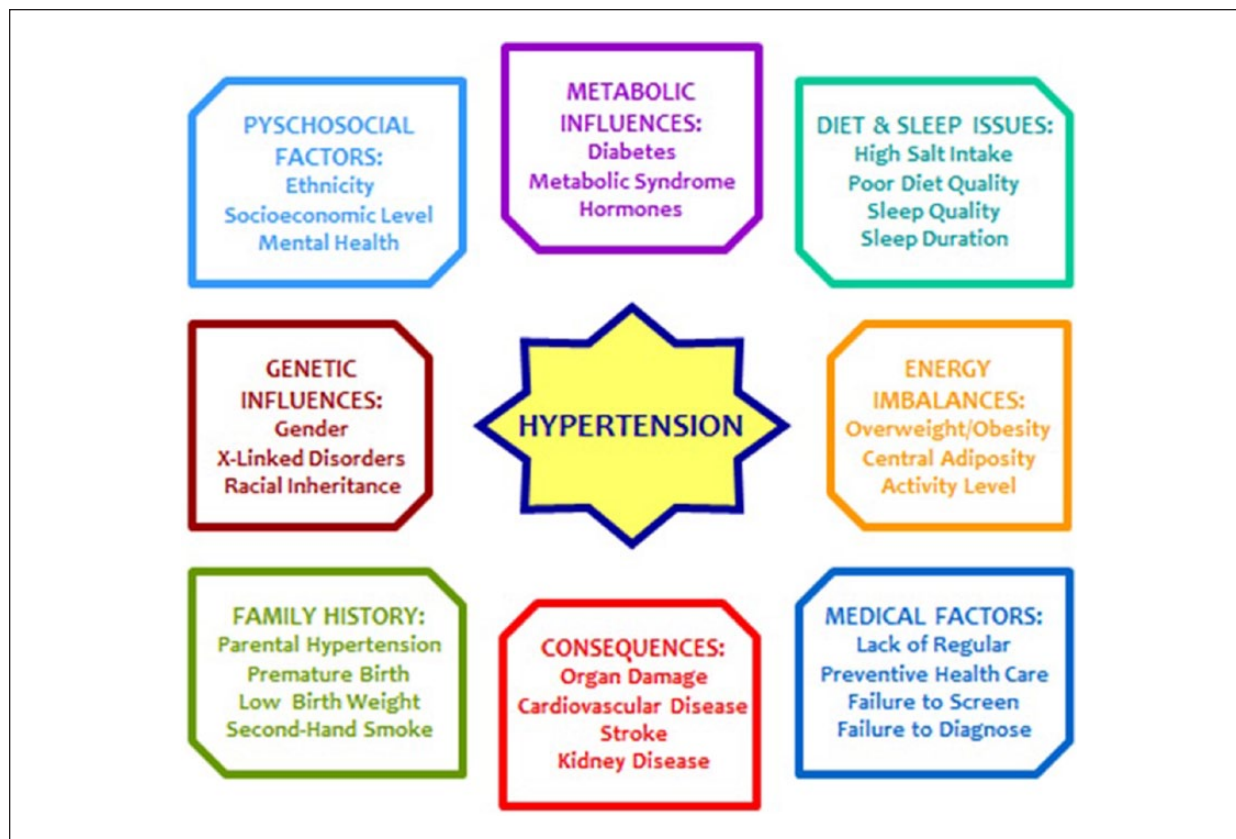 PYSCHOSOCIAL
FACTORS:
Ethnicity
Socioeconomic Level
Mental Health
METABOLIC
INFLUENCES:
Diabetes
Metabolic Syndrome
Hormones
DIET & SLEEP ISSUES:
High Salt Intake
Poor Diet Quality
Sleep Quality
Sleep Duration
GENETIC
INFLUENCES:
Gender
X-Linked Disorders
Racial Inheritance
HYPERTENSION
ENERGY
IMBALANCES:
Overweight/Obesity
Central Adiposity
Activity Level
FAMILY HISTORY:
Parental Hypertension
Premature Birth
Low Birth Weight
Second-Hand Smoke
CONSEQUENCES:
Organ Damage
Cardiovascular Disease
Stroke
Kidney Disease
MEDICAL FACTORS:
Lack of Regular
Preventive Health Care
Failure to Screen
Failure to Diagnose